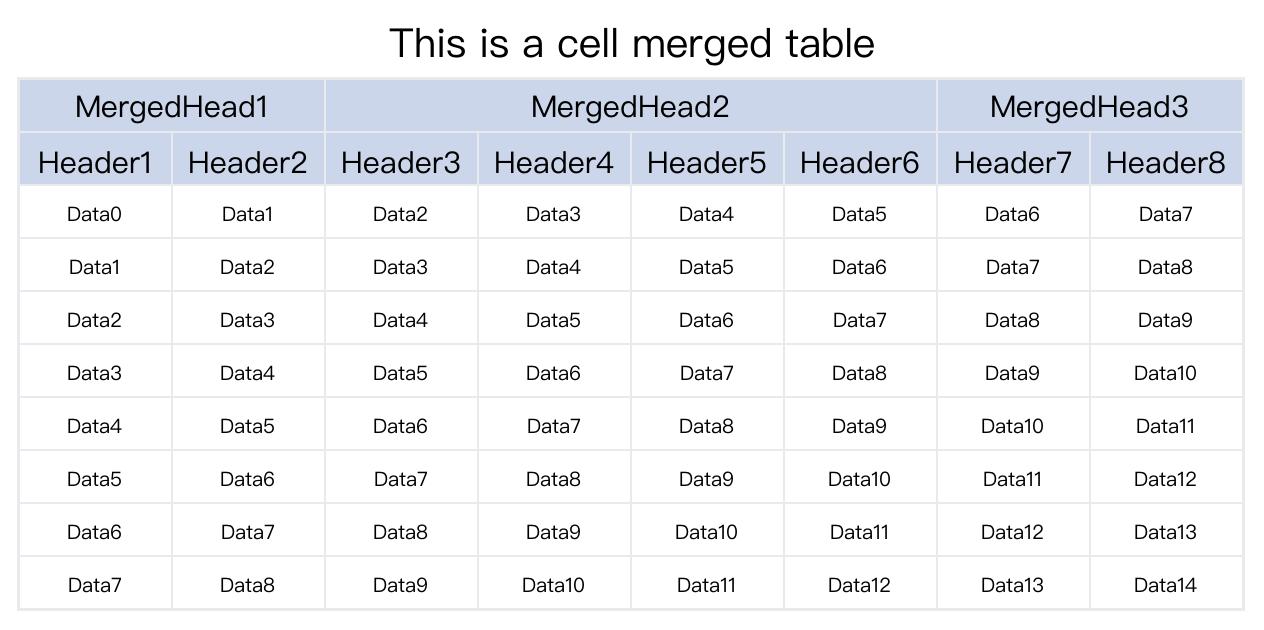 This is a cell merged table
MergedHead1 MergedHead2 MergedHead3
Header1 Header2 Header3 Header4 Header5 Header6 Header7 Header8
Data0 Data1 Data2 Data3 Data4 Data5 Data6 Data7
Data1 Data2 Data3 Data4 Data5 Data6 Data7 Data8
Data2 Data3 Data4 Data5 Data6 Data7 Data8 Data9
Data3 Data4 Data5 Data6 Data7 Data8 Data9 Data10
Data4 Data5 Data6 Data7 Data8 Data9 Data10 Data11
Data5 Data6 Data7 Data8 Data9 Data10 Data11 Data12
Data6 Data7 Data8 Data9 Data10 Data11 Data12 Data13
Data7 Data8 Data9 Data10 Data11 Data12 Data13 Data14